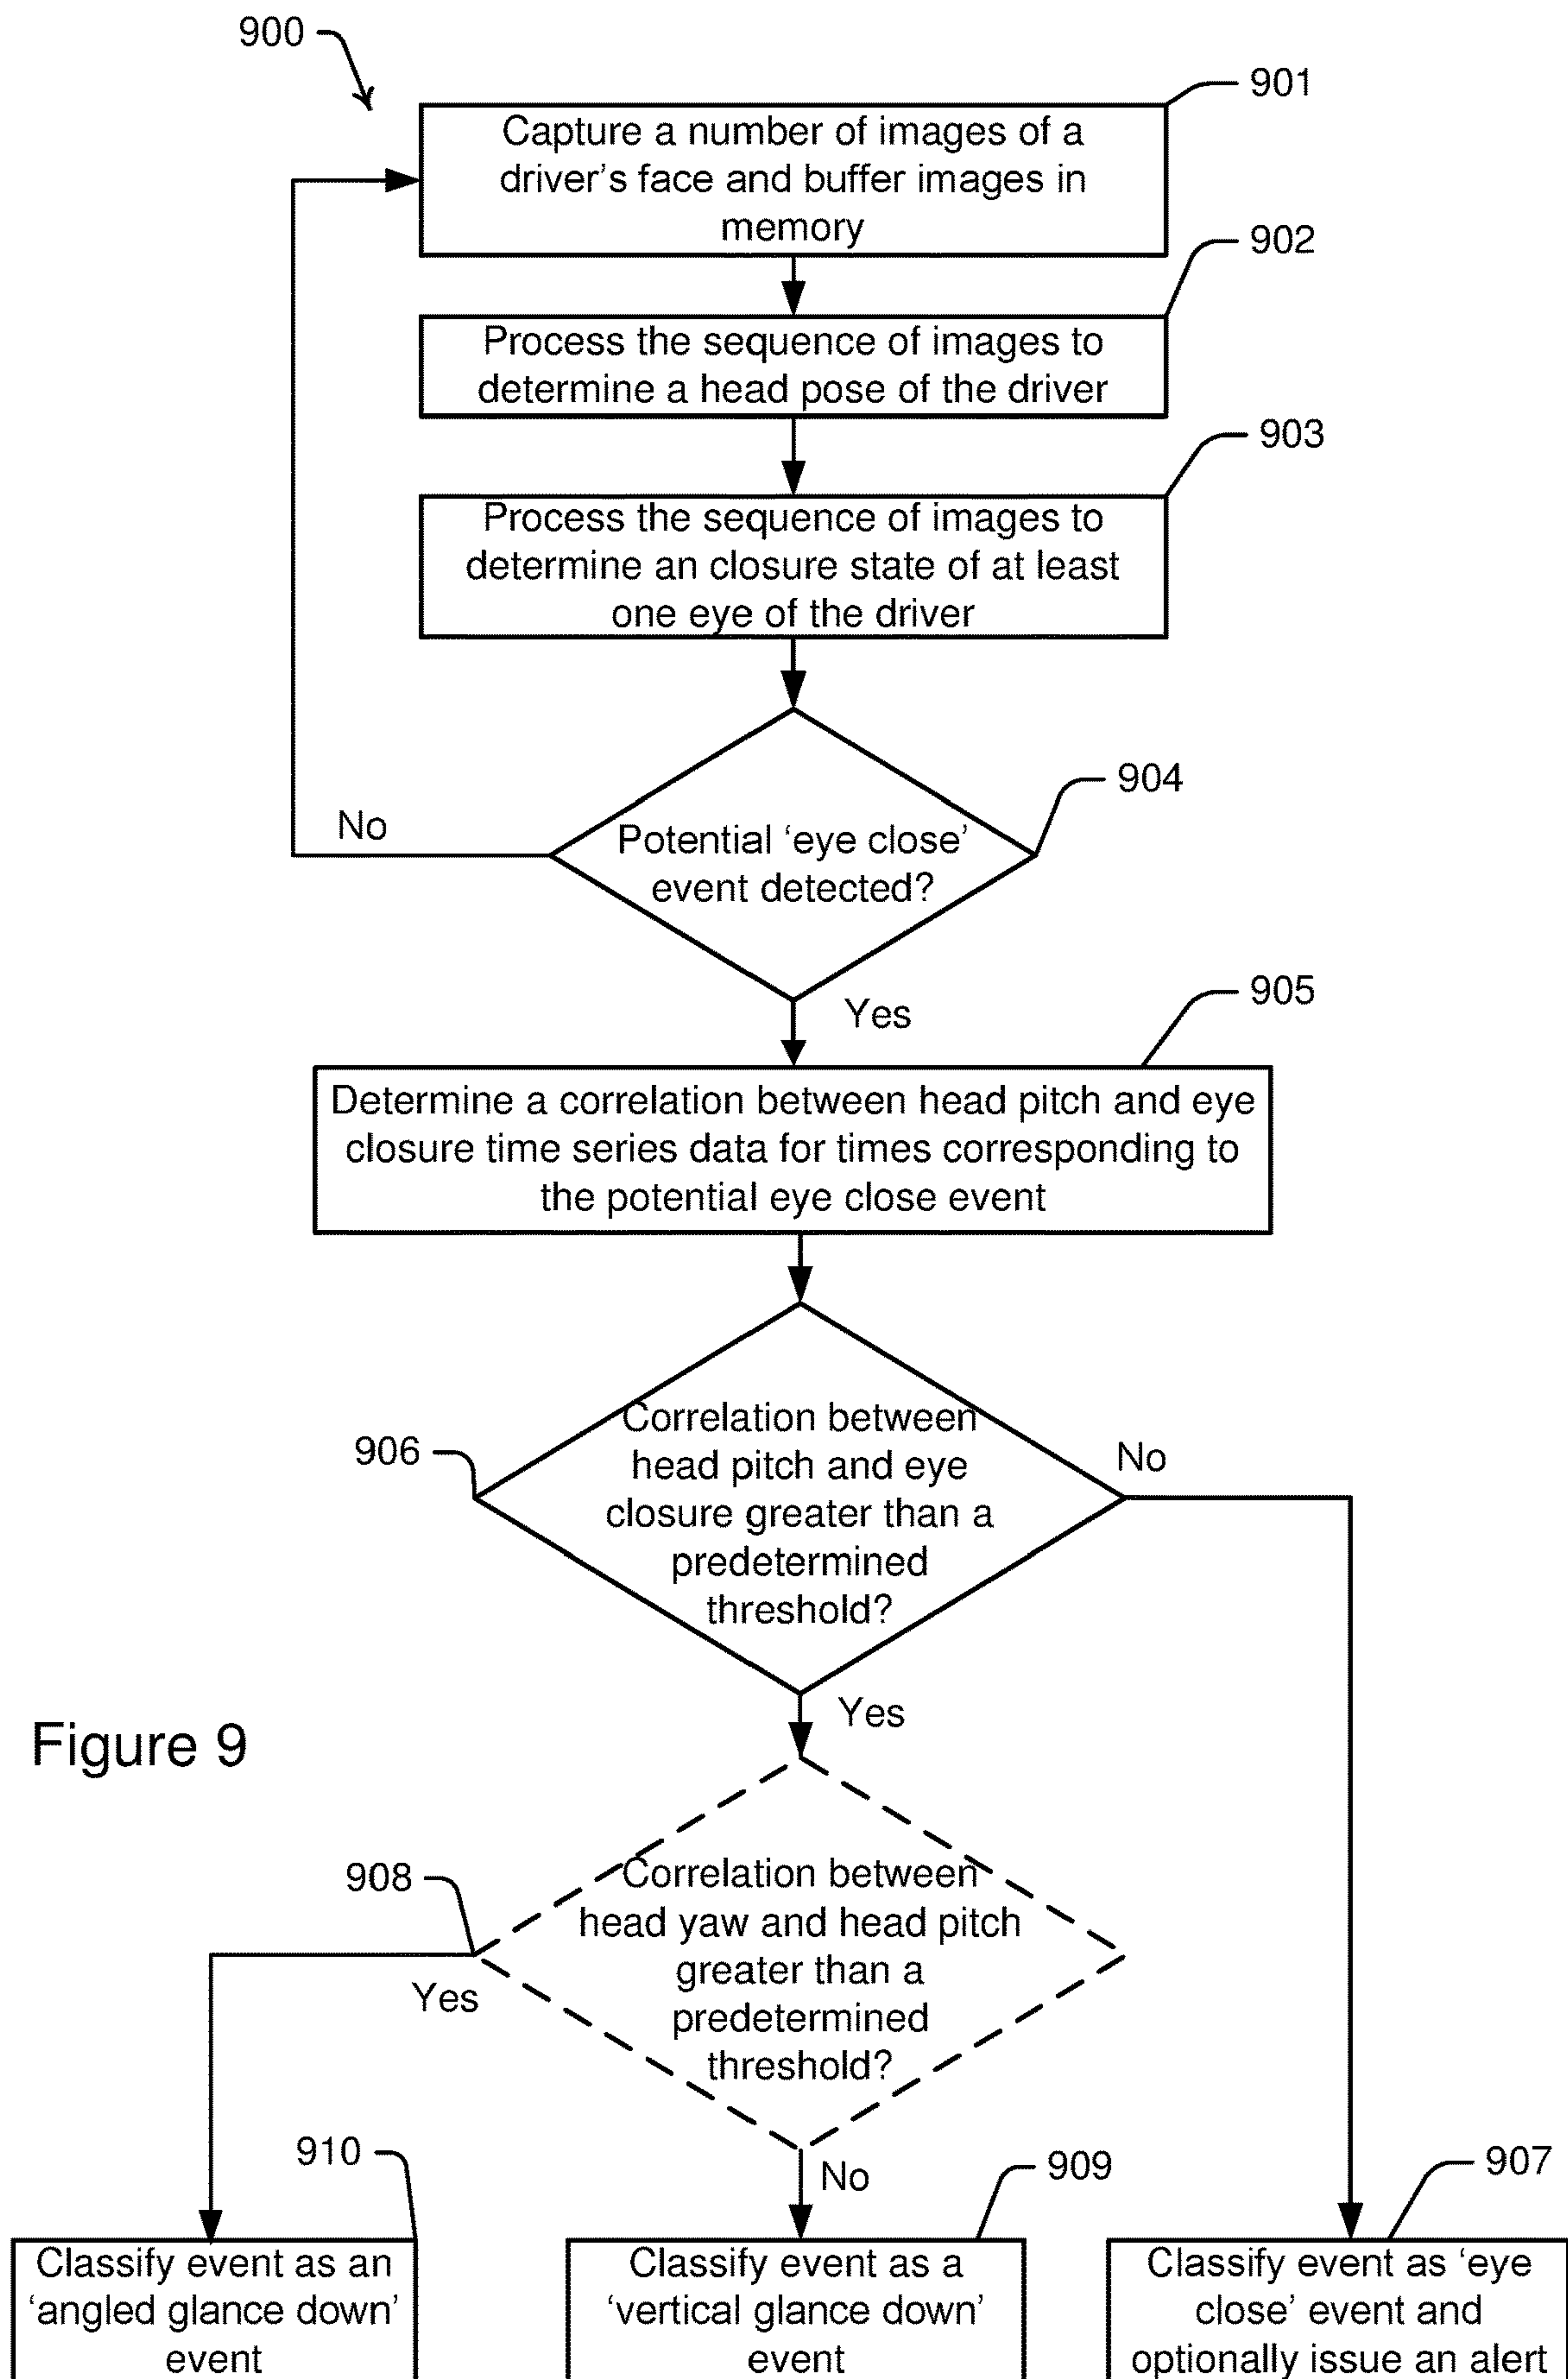 900
901
Capture a number of images of a
driver's face and buffer images in
memory
902
Process the sequence of images to
determine a head pose of the driver
903
Process the sequence of images to
determine an closure state of at least
one eye of the driver
904
No
Potential ‘eye close’
event detected?
Yes
905
Determine a correlation between head pitch and eye
closure time series data for times corresponding to
the potential eye close event
906
Correlation between
head pitch and eye
closure greater than a
predetermined
threshold?
No
Yes
Figure 9
908
Correlation between
head yaw and head pitch
greater than a
predetermined
threshold?
Yes
No
910
Classify event as an
‘angled glance down’
event
909
Classify event as a
‘vertical glance down’
event
907
Classify event as ‘eye
close’ event and
optionally issue an alert